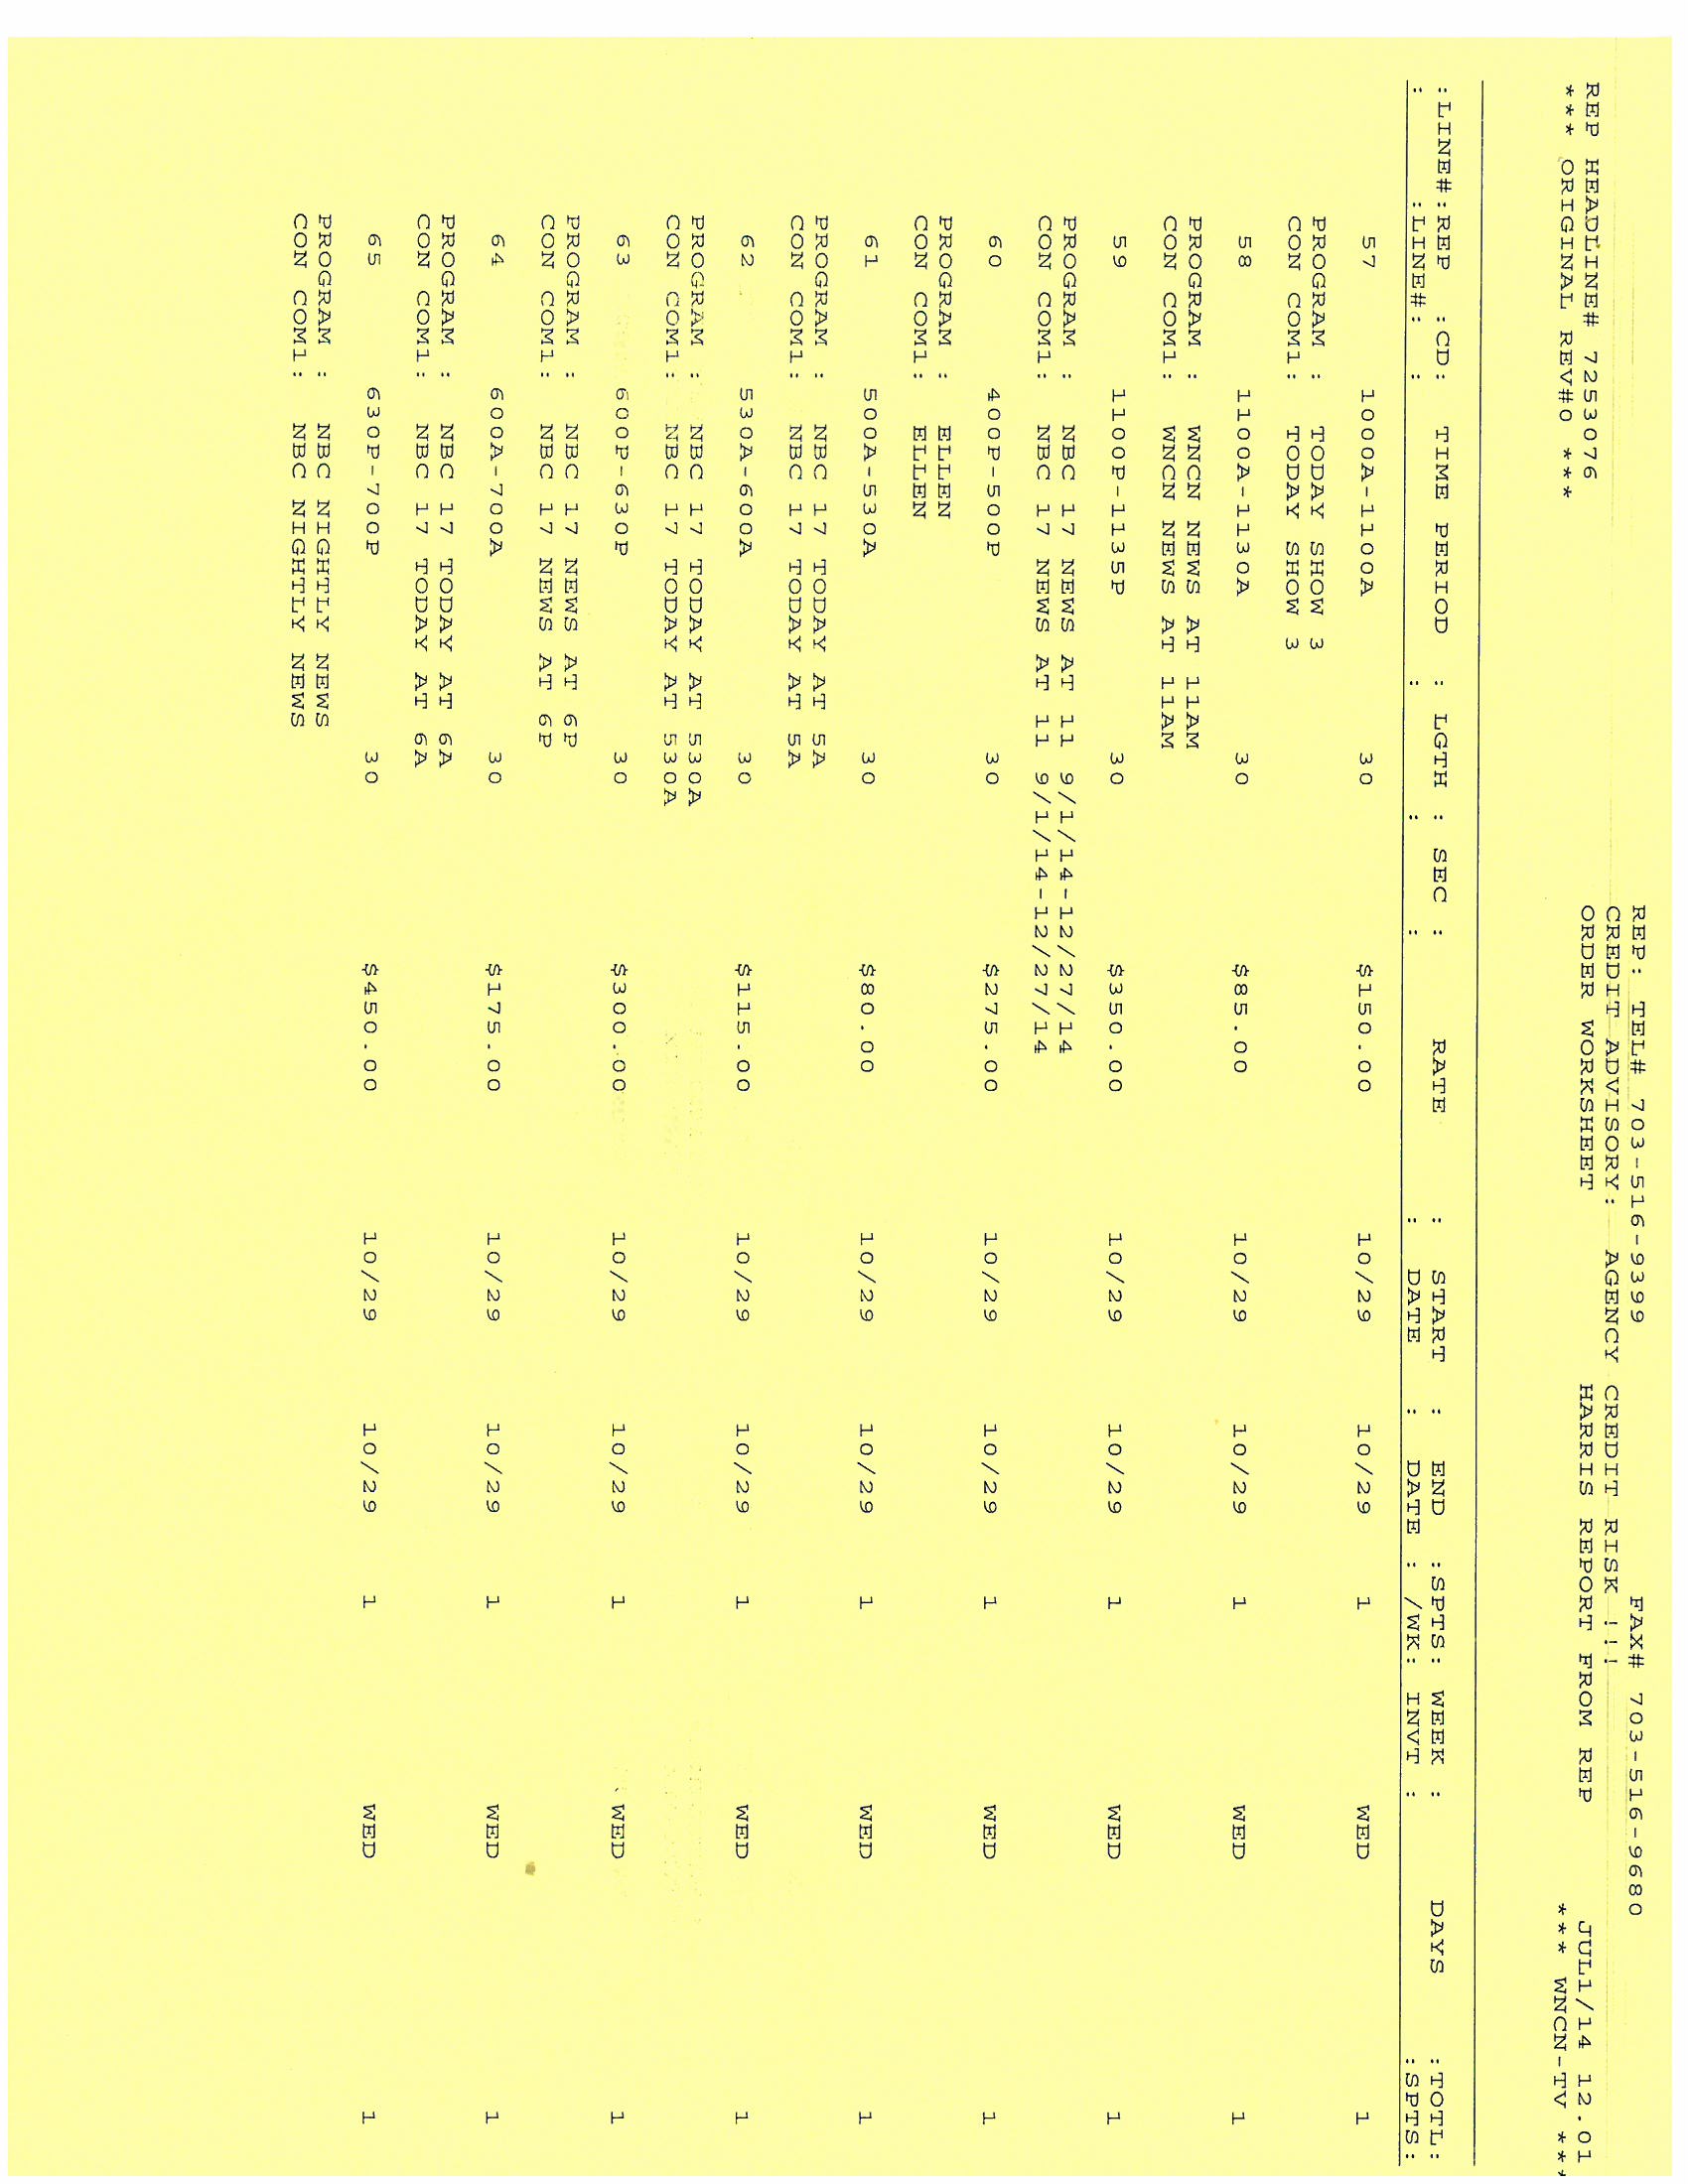 REP: TEL# 703-516-9399 FAX# 703-516-9680
CREDIT ADVISORY: AGENCY CREDIT RISK !!!
REP HEADLINE# 7253076 ORDER WORKSHEET HARRIS REPORT FROM REP JUL1/14 12.01
*** ORIGINAL REV#0 *** *** WNCN-TV ***
:LINE#:REP :CD: TIME PERIOD : LGTH : SEC : RATE : START : END :SPTS: WEEK : DAYS :TOTL:
: :LINE#: : : : : DATE : DATE : /WK: INVT : :SPTS:
57 1000A-1100A 30 $150.00 10/29 10/29 1 WED 1
PROGRAM : TODAY SHOW 3
CON COM1: TODAY SHOW 3
58 1100A-1130A 30 $85.00 10/29 10/29 1 WED 1
PROGRAM : WNCN NEWS AT 11AM
CON COM1: WNCN NEWS AT 11AM
59 1100P-1135P 30 $350.00 10/29 10/29 1 WED 1
PROGRAM : NBC 17 NEWS AT 11 9/1/14-12/27/14
CON COM1: NBC 17 NEWS AT 11 9/1/14-12/27/14
60 400P-500P 30 $275.00 10/29 10/29 1 WED 1
PROGRAM : ELLEN
CON COM1: ELLEN
61 500A-530A 30 $80.00 10/29 10/29 1 WED 1
PROGRAM : NBC 17 TODAY AT 5A
CON COM1: NBC 17 TODAY AT 5A
62 530A-600A 30 $115.00 10/29 10/29 1 WED 1
PROGRAM : NBC 17 TODAY AT 530A
CON COM1: NBC 17 TODAY AT 530A
63 600P-630P 30 $300.00 10/29 10/29 1 WED 1
PROGRAM : NBC 17 NEWS AT 6P
CON COM1: NBC 17 NEWS AT 6P
64 600A-700A 30 $175.00 10/29 10/29 1 WED 1
PROGRAM : NBC 17 TODAY AT 6A
CON COM1: NBC 17 TODAY AT 6A
65 630P-700P 30 $450.00 10/29 10/29 1 WED 1
PROGRAM : NBC NIGHTLY NEWS
CON COM1: NBC NIGHTLY NEWS